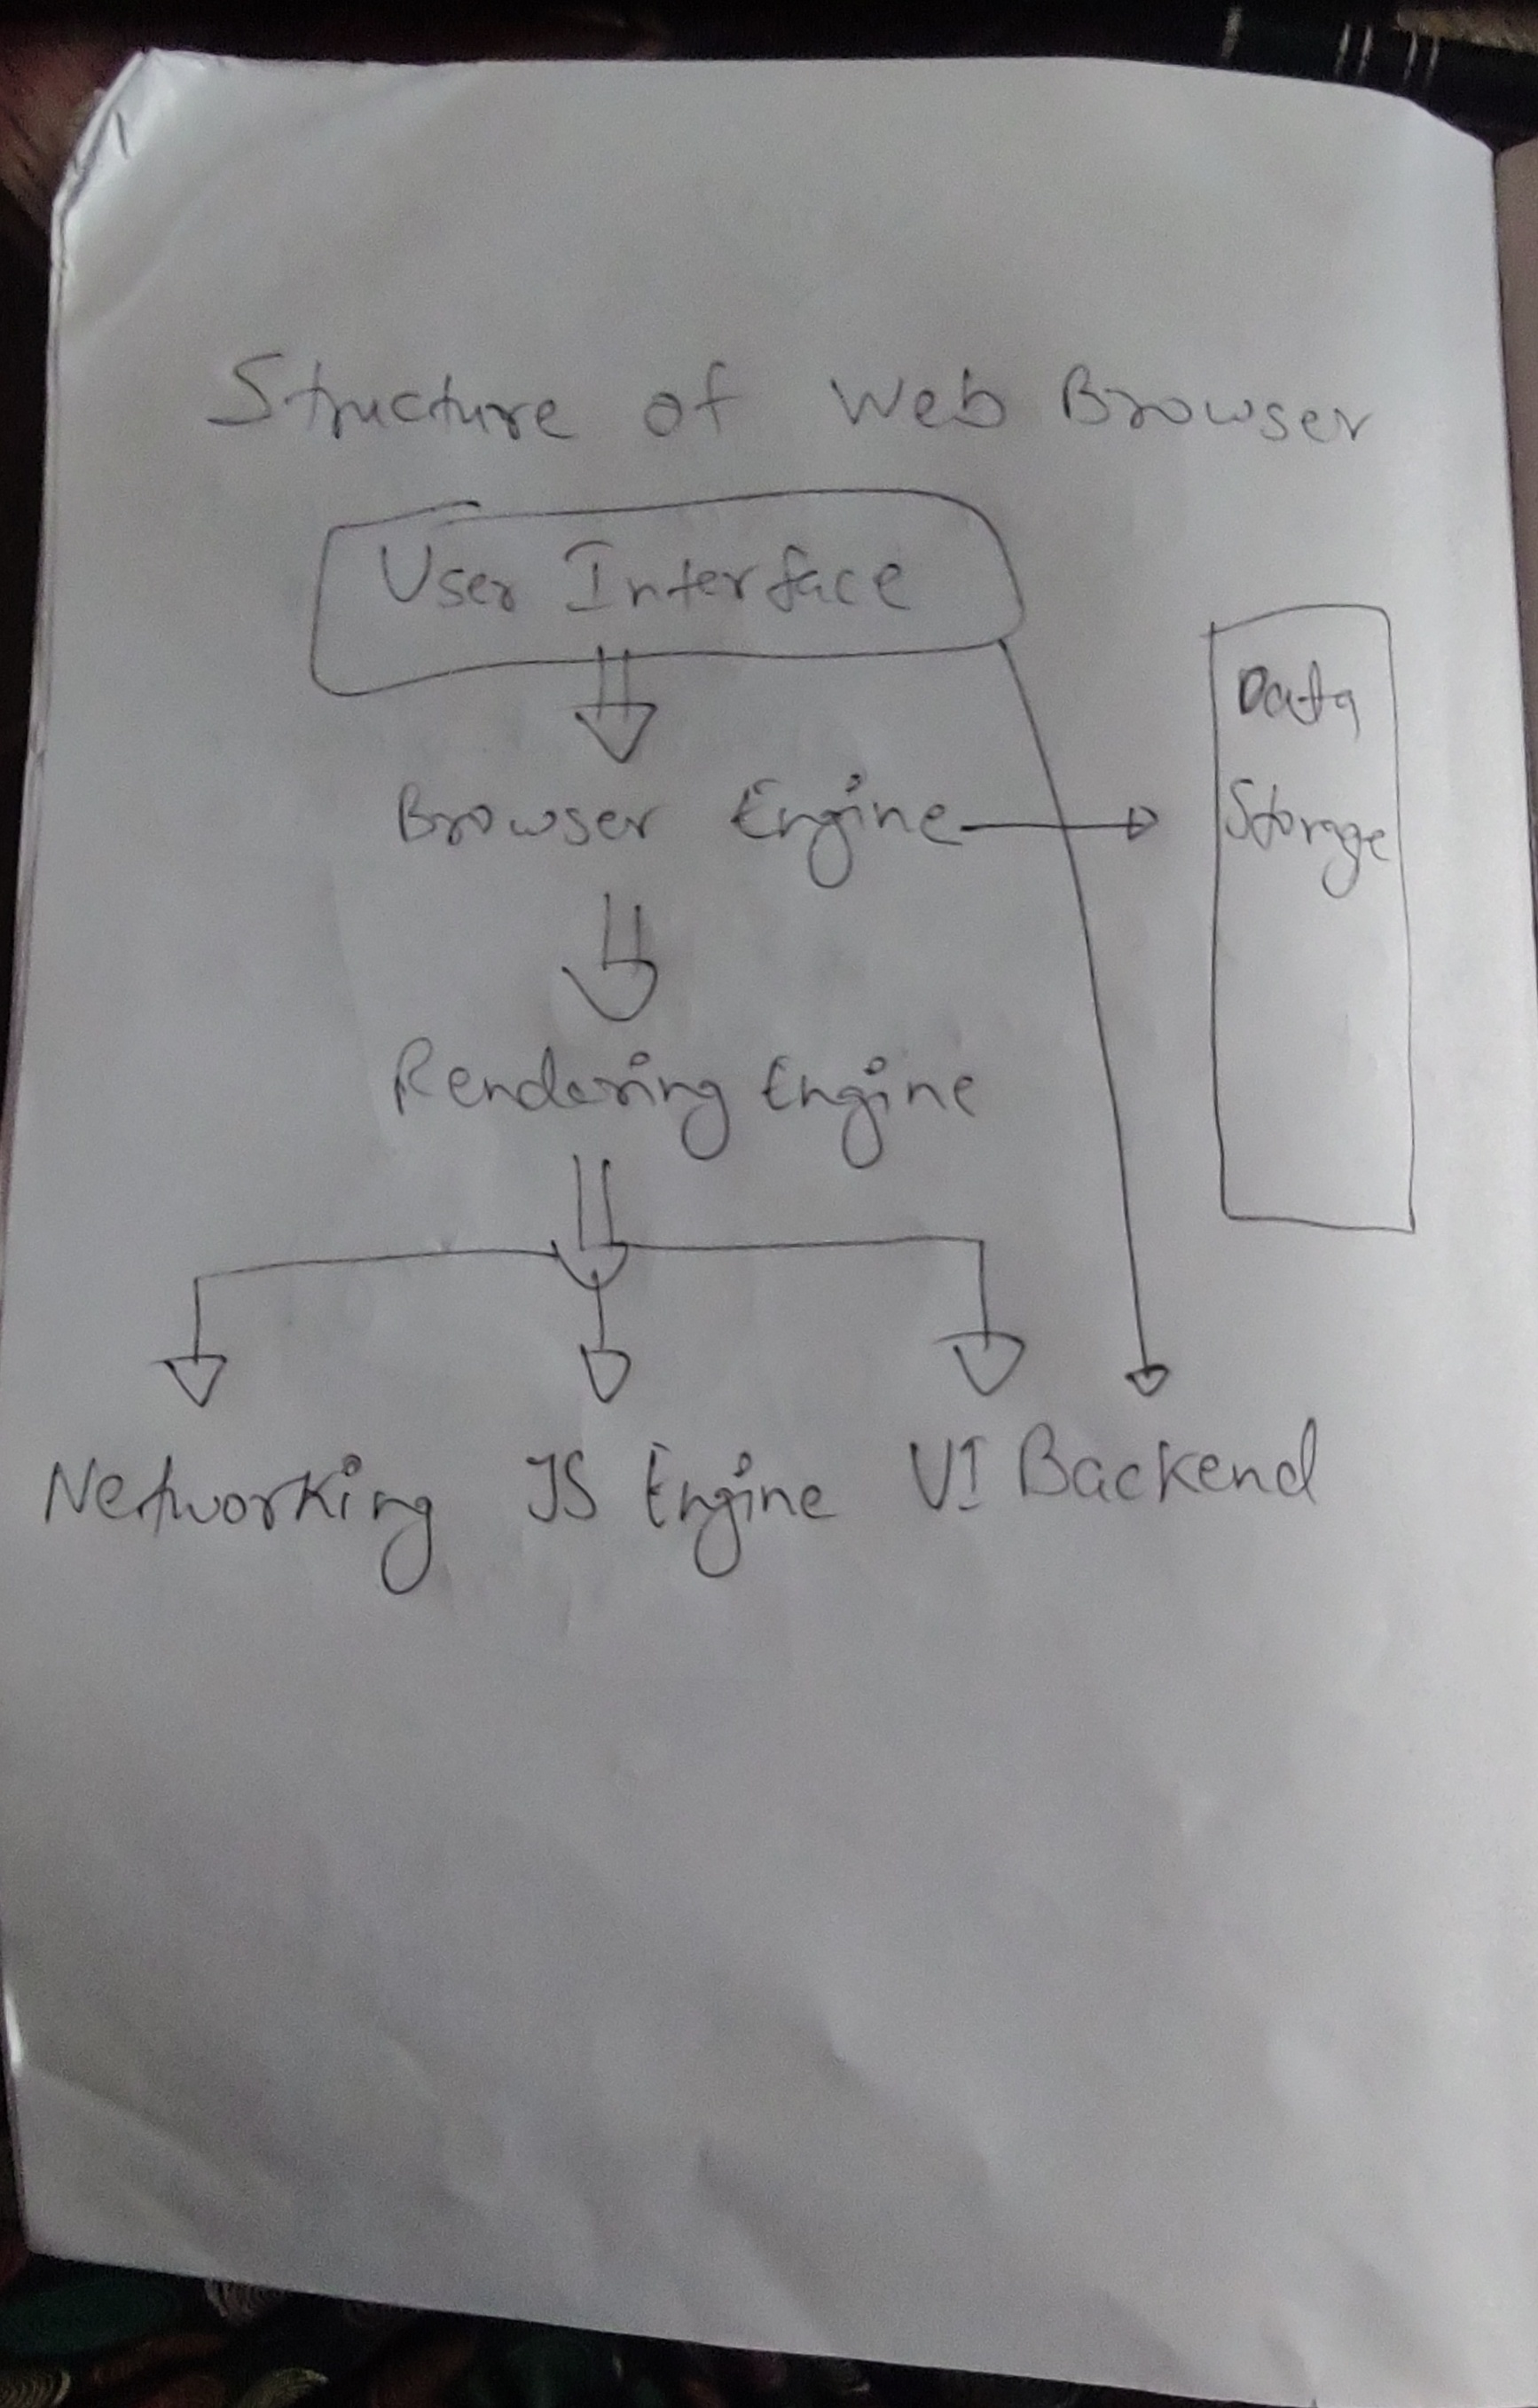 Structure of Web Browser
User Interface
Data
Storage
Browser Engine
Rendering Engine
Networking JS Engine UI Backend